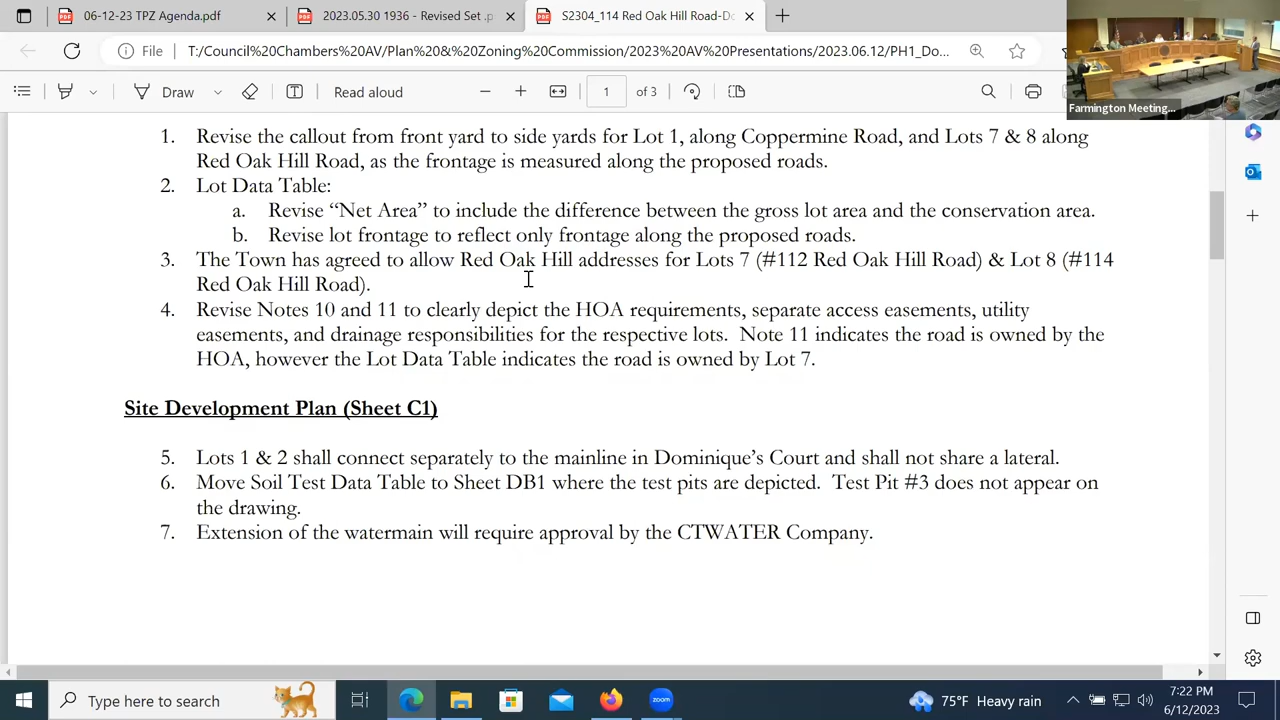 06-12-23 TPZ Agenda.pdf
2023.05.30 1936 - Revised Set .p
S2304_114 Red Oak Hill Road-Do
File
T:/Council%20Chambers%20AV/Plan%20&%20Zoning%20Commission/2023%20AV%20Presentations/2023.06.12/PH1_Do...
Farmington Meeting...
Draw
Read aloud
1 of 3
1. Revise the callout from front yard to side yards for Lot 1, along Coppermine Road, and Lots 7 & 8 along
Red Oak Hill Road, as the frontage is measured along the proposed roads.
2. Lot Data Table:
a. Revise “Net Area” to include the difference between the gross lot area and the conservation area.
b. Revise lot frontage to reflect only frontage along the proposed roads.
3. The Town has agreed to allow Red Oak Hill addresses for Lots 7 (#112 Red Oak Hill Road) & Lot 8 (#114
Red Oak Hill Road).
4. Revise Notes 10 and 11 to clearly depict the HOA requirements, separate access easements, utility
easements, and drainage responsibilities for the respective lots. Note 11 indicates the road is owned by the
HOA, however the Lot Data Table indicates the road is owned by Lot 7.
Site Development Plan (Sheet C1)
5. Lots 1 & 2 shall connect separately to the mainline in Dominique’s Court and shall not share a lateral.
6. Move Soil Test Data Table to Sheet DB1 where the test pits are depicted. Test Pit #3 does not appear on
the drawing.
7. Extension of the watermain will require approval by the CTWATER Company.
Type here to search
zoom
75°F Heavy rain
7:22 PM
6/12/2023